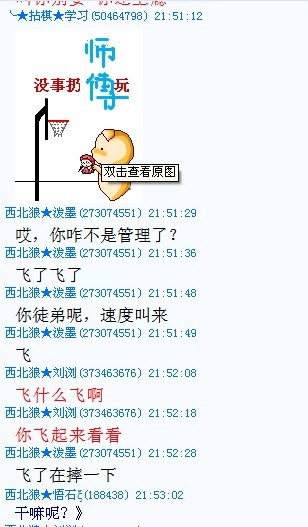 ★拈棋★学习(50464798) 21:51:12
师傅
没事扔 玩
双击查看原图
西北狼★泼墨(273074551) 21:51:29
哎，你咋不是管理了？
西北狼★泼墨(273074551) 21:51:36
飞了飞了
西北狼★泼墨(273074551) 21:51:48
你徒弟呢，速度叫来
西北狼★泼墨(273074551) 21:51:49
飞
西北狼★刘浏(373463676) 21:52:08
飞什么飞啊
西北狼★刘浏(373463676) 21:52:18
你飞起来看看
西北狼★泼墨(273074551) 21:52:28
飞了在摔一下
西北狼★悟石ξ(188438) 21:53:02
干嘛呢？》